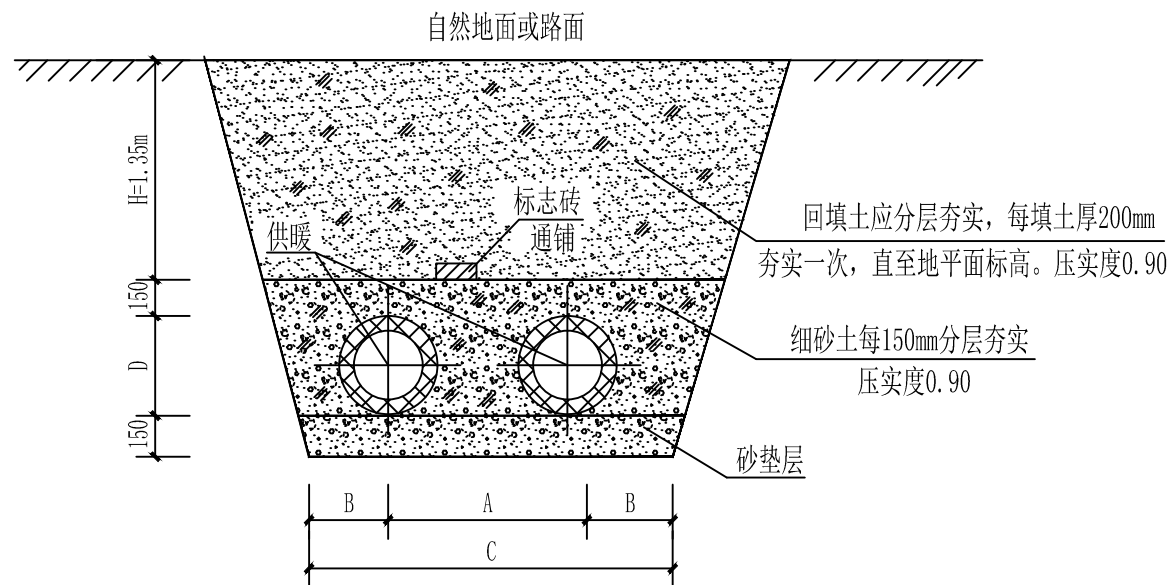 自然地面或路面
H=1.35m
标志砖
通铺
供暖
回填土应分层夯实，每填土厚200mm
夯实一次，直至地平面标高。压实度0.90
150
细砂土每150mm分层夯实
压实度0.90
D
150
砂垫层
B
A
B
C